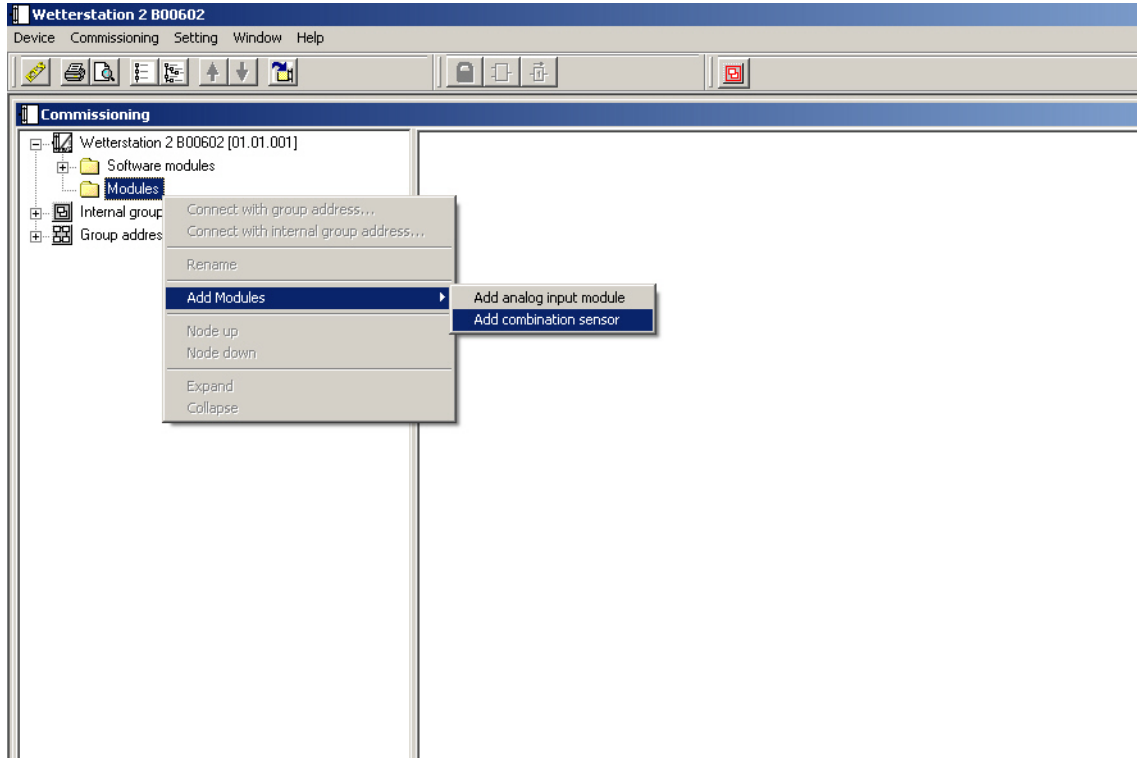 Wetterstation 2 B00602
Device Commissioning Setting Window Help
Commissioning
Wetterstation 2 B00602 [01.01.001]
Software modules
Modules
Internal group
Group addres
Connect with group address...
Connect with internal group address...
Rename
Add Modules
Add analog input module
Add combination sensor
Node up
Node down
Expand
Collapse